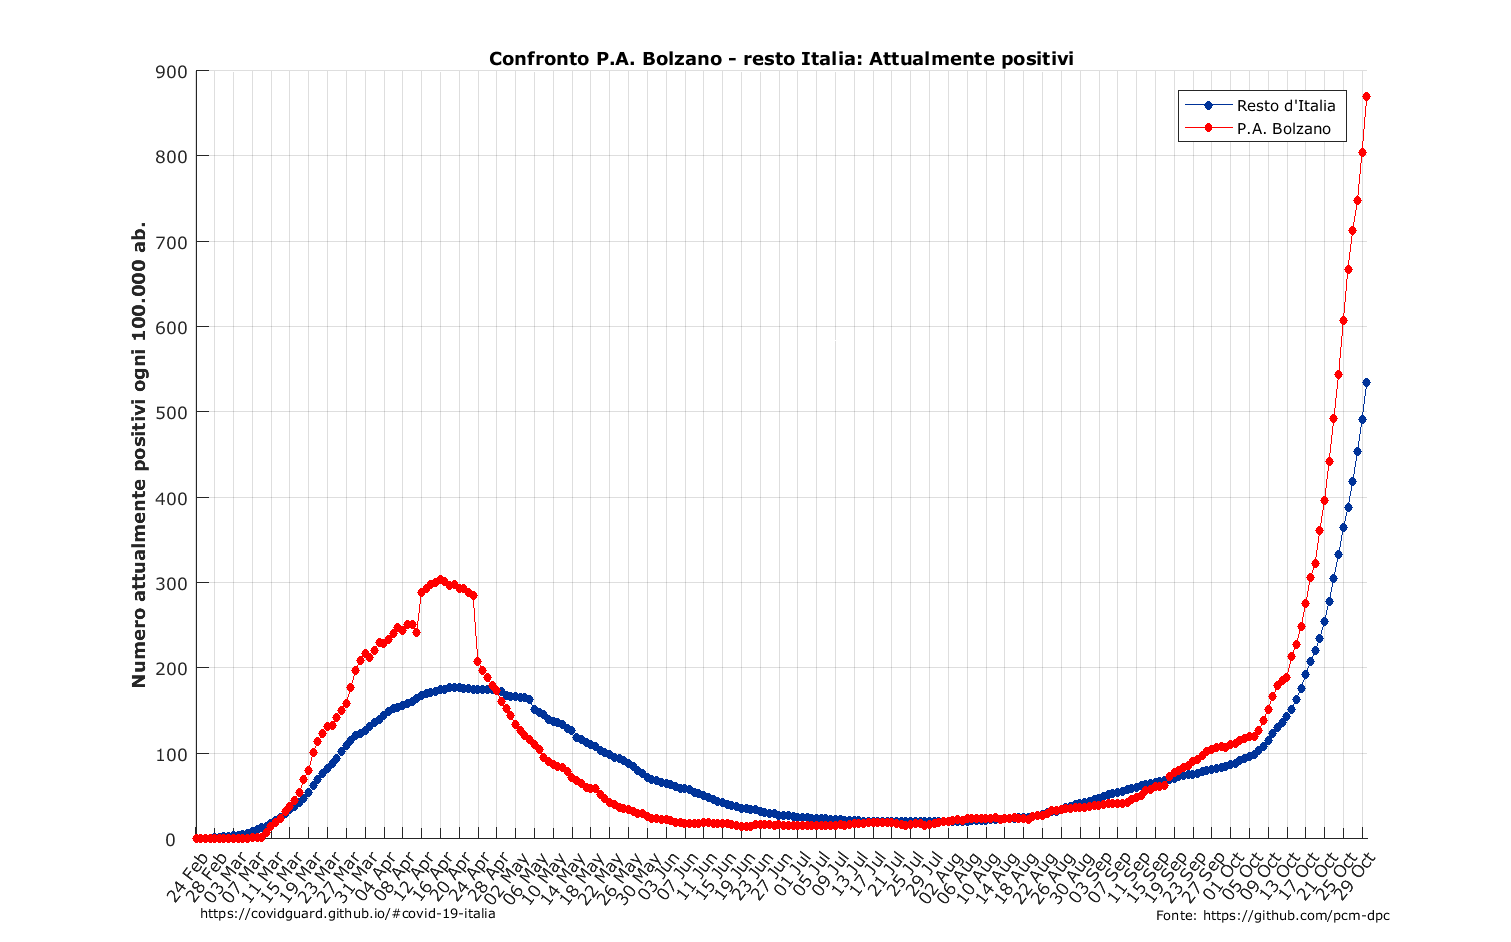 Confronto P.A. Bolzano - resto Italia: Attualmente positivi
Numero attualmente positivi ogni 100.000 ab.
900
800
700
600
500
400
300
200
100
0
Resto d'Italia
P.A. Bolzano
24 Feb
28 Feb
03 Mar
07 Mar
11 Mar
15 Mar
19 Mar
23 Mar
27 Mar
31 Mar
04 Apr
08 Apr
12 Apr
16 Apr
20 Apr
24 Apr
28 Apr
02 May
06 May
10 May
14 May
18 May
22 May
26 May
30 May
03 Jun
07 Jun
11 Jun
15 Jun
19 Jun
23 Jun
27 Jun
01 Jul
05 Jul
09 Jul
13 Jul
17 Jul
21 Jul
25 Jul
29 Jul
02 Aug
06 Aug
10 Aug
14 Aug
18 Aug
22 Aug
26 Aug
30 Aug
03 Sep
07 Sep
11 Sep
15 Sep
19 Sep
23 Sep
27 Sep
01 Oct
05 Oct
09 Oct
13 Oct
17 Oct
21 Oct
25 Oct
29 Oct
https://covidguard.github.io/#covid-19-italia
Fonte: https://github.com/pcm-dpc